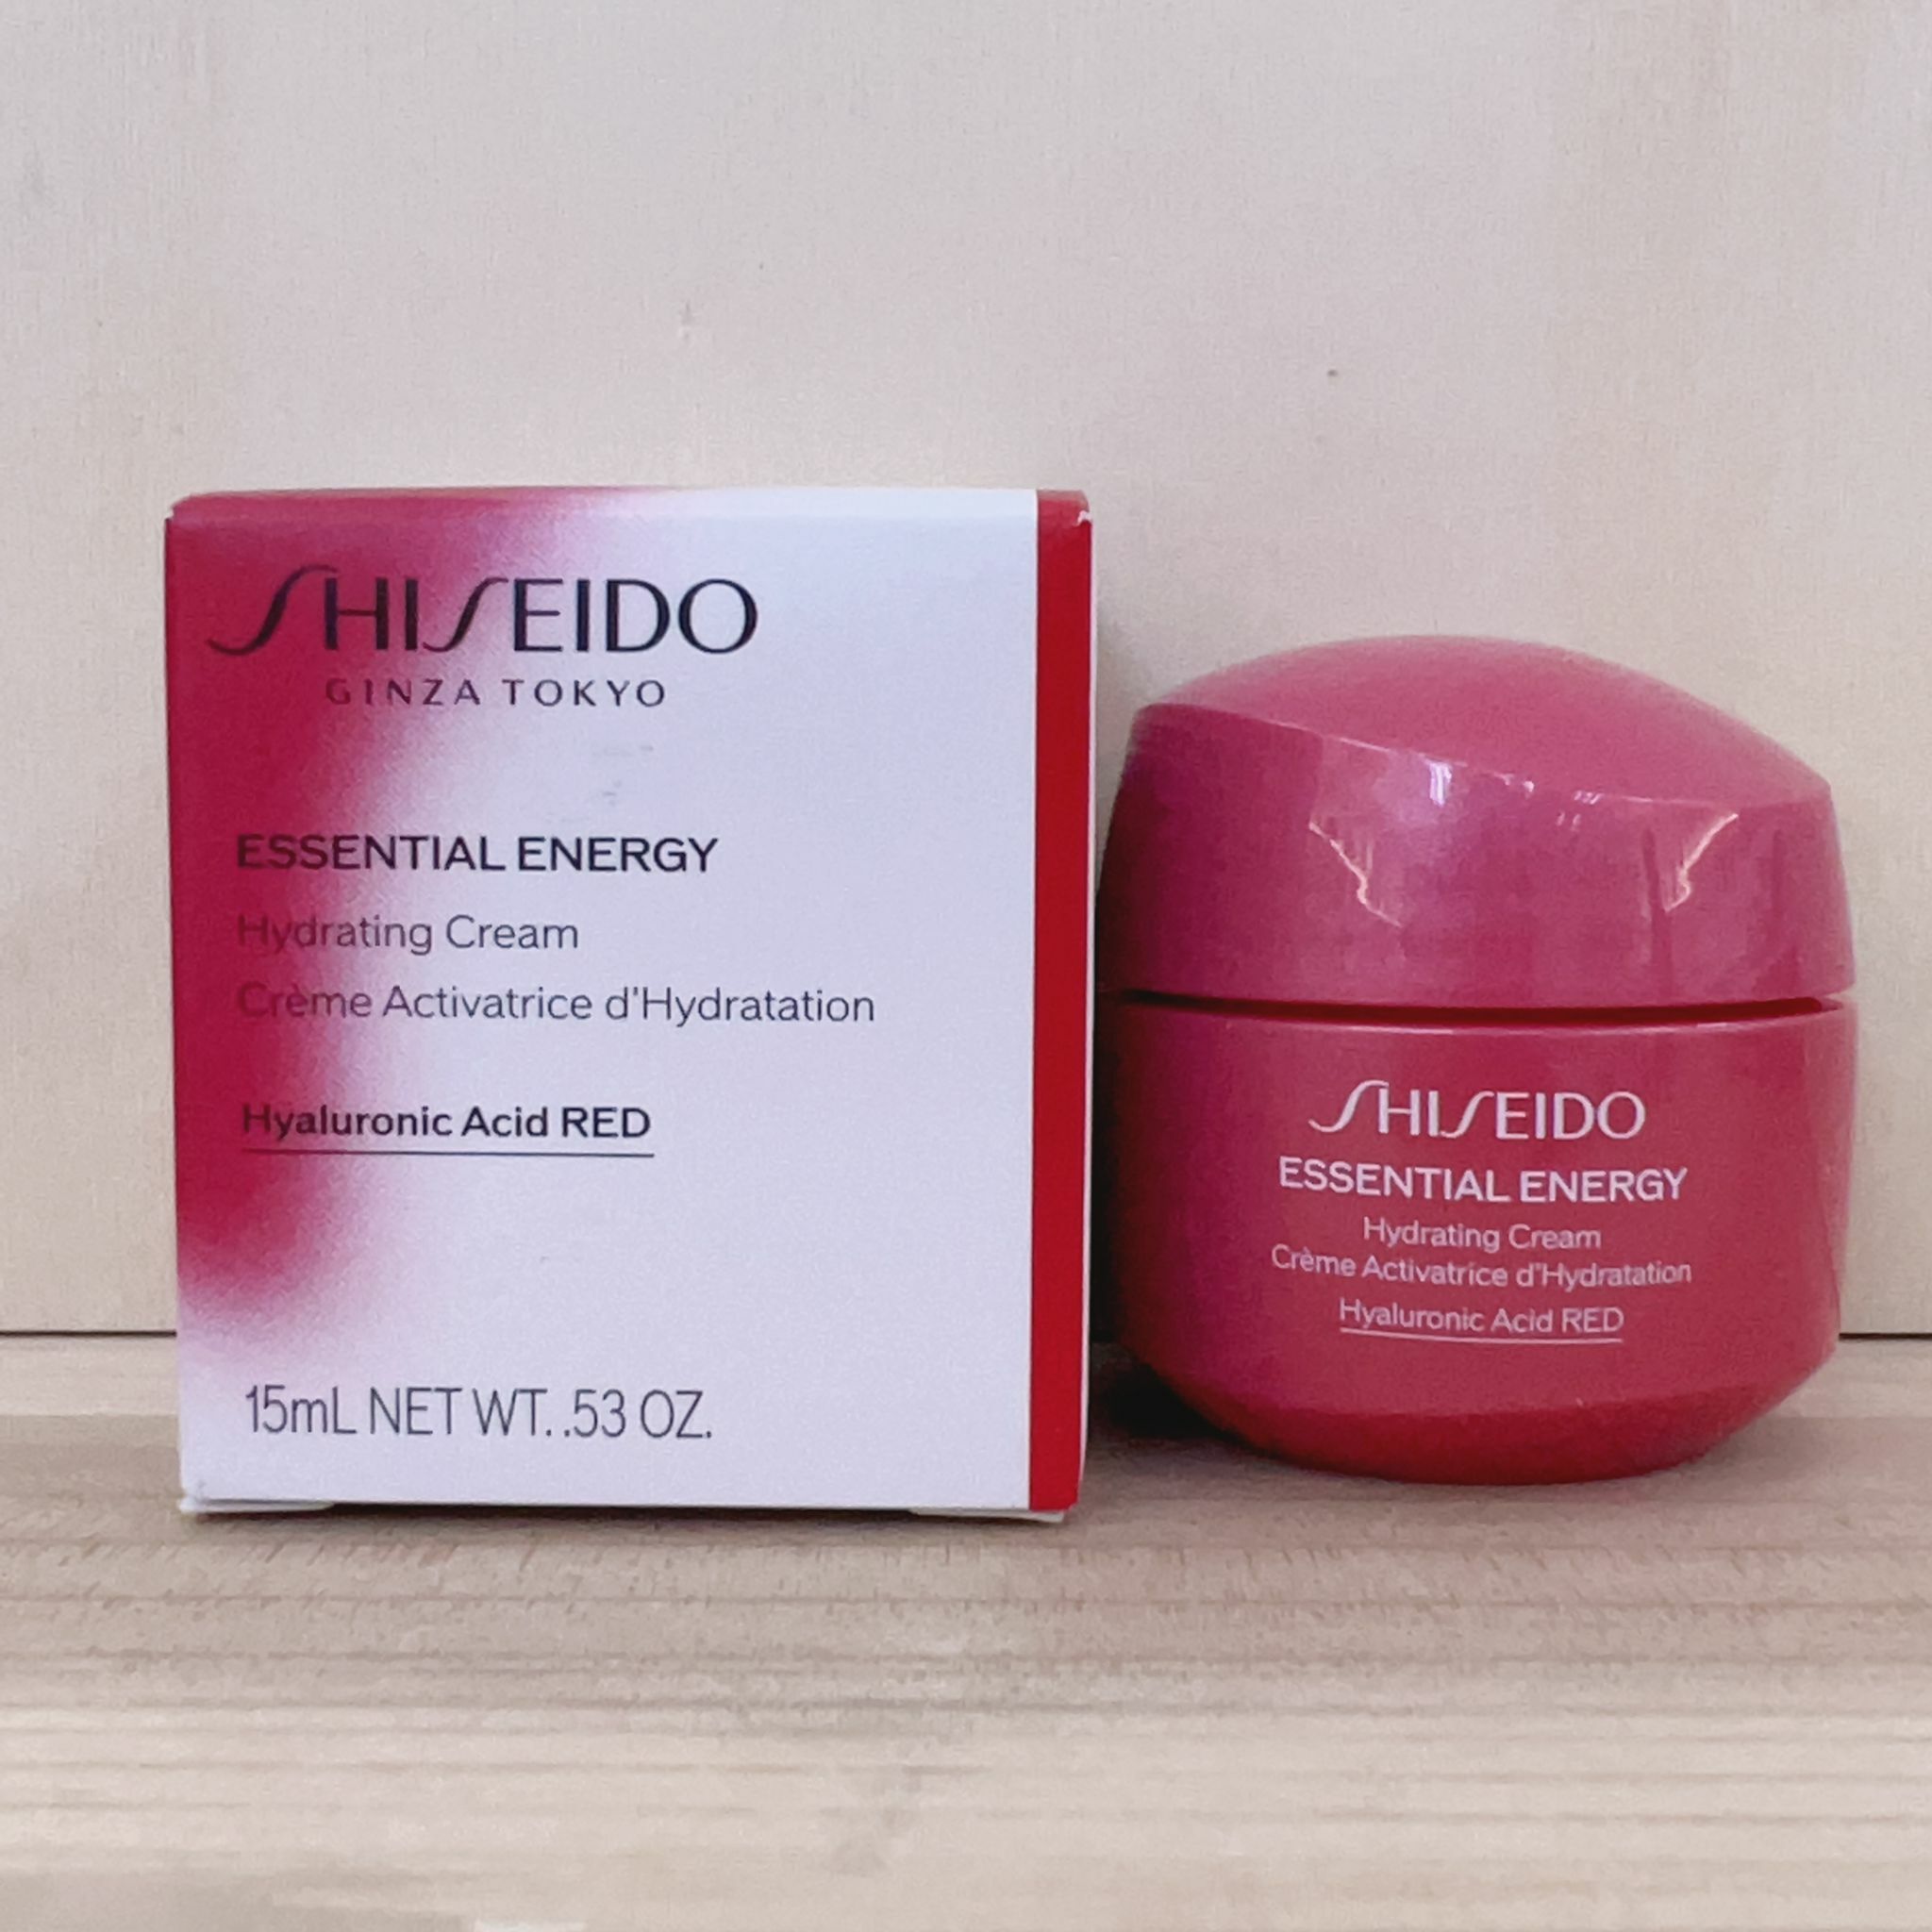 SHISEIDO
GINZA TOKYO
ESSENTIAL ENERGY
Hydrating Cream
Crème Activatrice d'Hydratation
Hyaluronic Acid RED
15mL NET WT. .53 OZ.
SHISEIDO
ESSENTIAL ENERGY
Hydrating Cream
Crème Activatrice d'Hydratation
Hyaluronic Acid RED